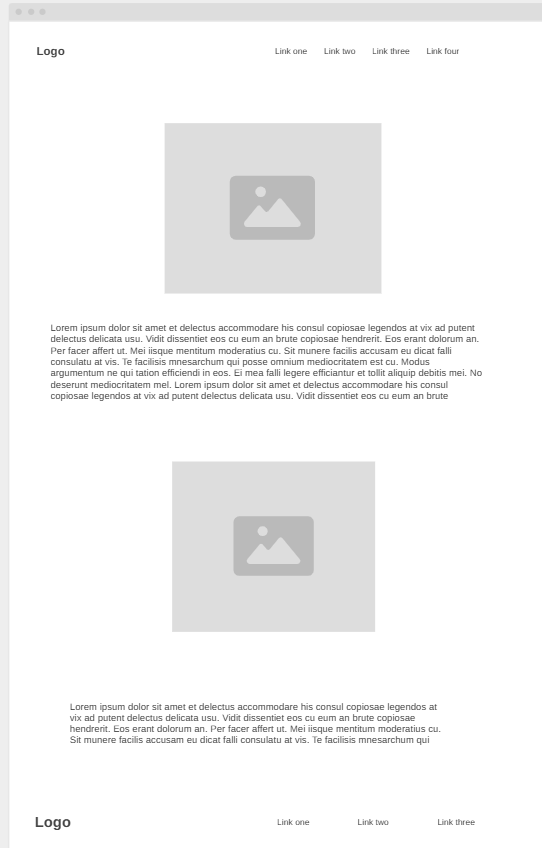 Logo
Link one Link two Link three Link four
Lorem ipsum dolor sit amet et delectus accommodare his consul copiosae legendos at vix ad putent
delectus delicata usu. Vidit dissentiet eos cu eum an brute copiosae hendrerit. Eos erant dolorum an.
Per facer affert ut. Mei iisque mentitum moderatius cu. Sit munere facilis accusam eu dicat falli
consulatu at vis. Te facilisis mnesarchum qui posse omnium mediocritatem est cu. Modus
argumentum ne qui tation efficiendi in eos. Ei mea falli legere efficiantur et tollit aliquip debitis mei. No
deserunt mediocritatem mel. Lorem ipsum dolor sit amet et delectus accommodare his consul
copiosae legendos at vix ad putent delectus delicata usu. Vidit dissentiet eos cu eum an brute
Lorem ipsum dolor sit amet et delectus accommodare his consul copiosae legendos at
vix ad putent delectus delicata usu. Vidit dissentiet eos cu eum an brute copiosae
hendrerit. Eos erant dolorum an. Per facer affert ut. Mei iisque mentitum moderatius cu.
Sit munere facilis accusam eu dicat falli consulatu at vis. Te facilisis mnesarchum qui
Logo
Link one Link two Link three